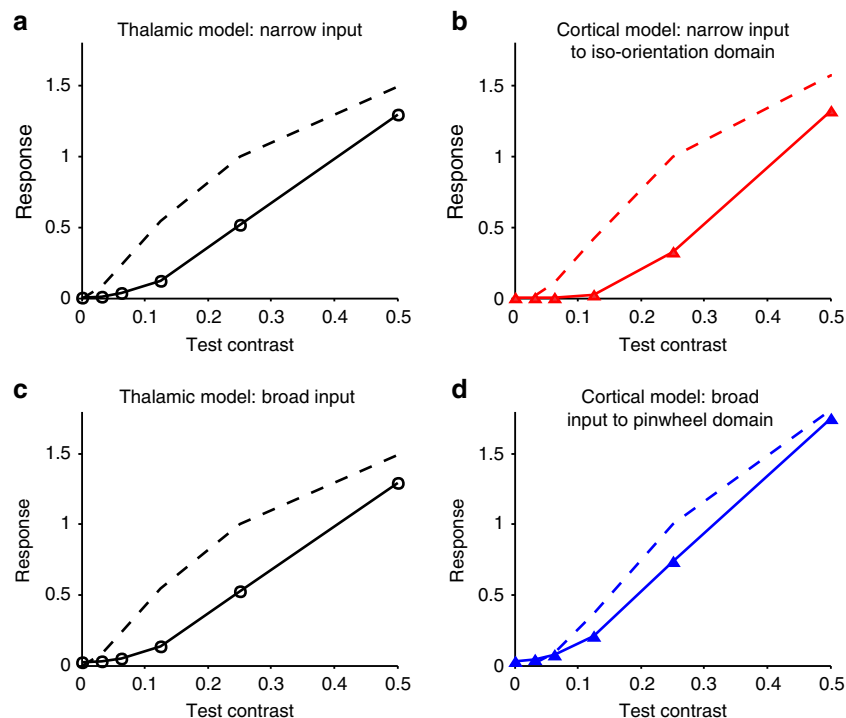 a
Thalamic model: narrow input
Response
1.5
1
0.5
0
0
0.1
0.2
0.3
0.4
0.5
Test contrast
b
Cortical model: narrow input
to iso-orientation domain
1.5
1
0.5
0
0
0.1
0.2
0.3
0.4
0.5
Test contrast
c
Thalamic model: broad input
Response
1.5
1
0.5
0
0
0.1
0.2
0.3
0.4
0.5
Test contrast
d
Cortical model: broad
input to pinwheel domain
Response
1.5
1
0.5
0
0
0.1
0.2
0.3
0.4
0.5
Test contrast